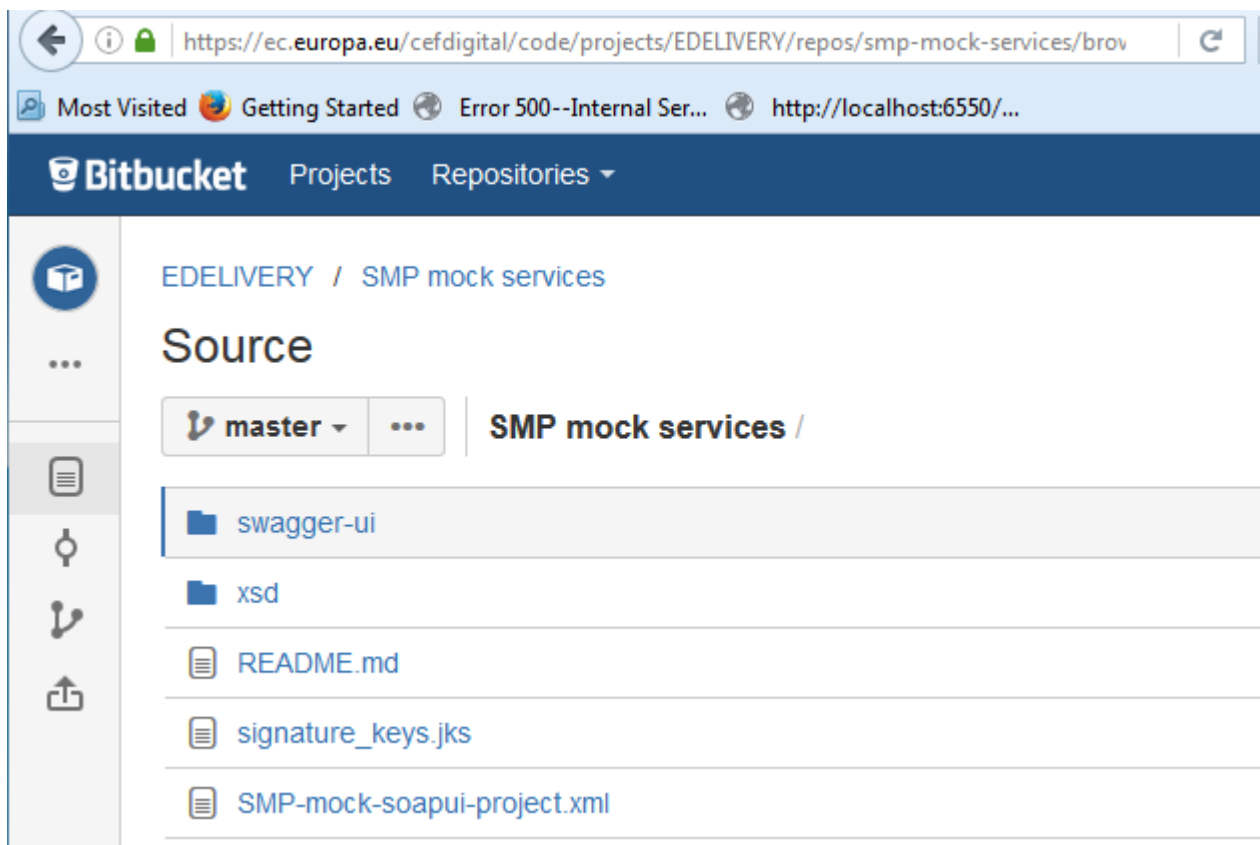 https://ec.europa.eu/cefdigital/code/projects/EDELIVERY/repos/smp-mock-services/brow
Most Visited Getting Started Error 500--Internal Ser... http://localhost:6550/...
Bitbucket Projects Repositories
EDELIVERY / SMP mock services
Source
master ... SMP mock services /
swagger-ui
xsd
README.md
signature_keys.jks
SMP-mock-soapui-project.xml